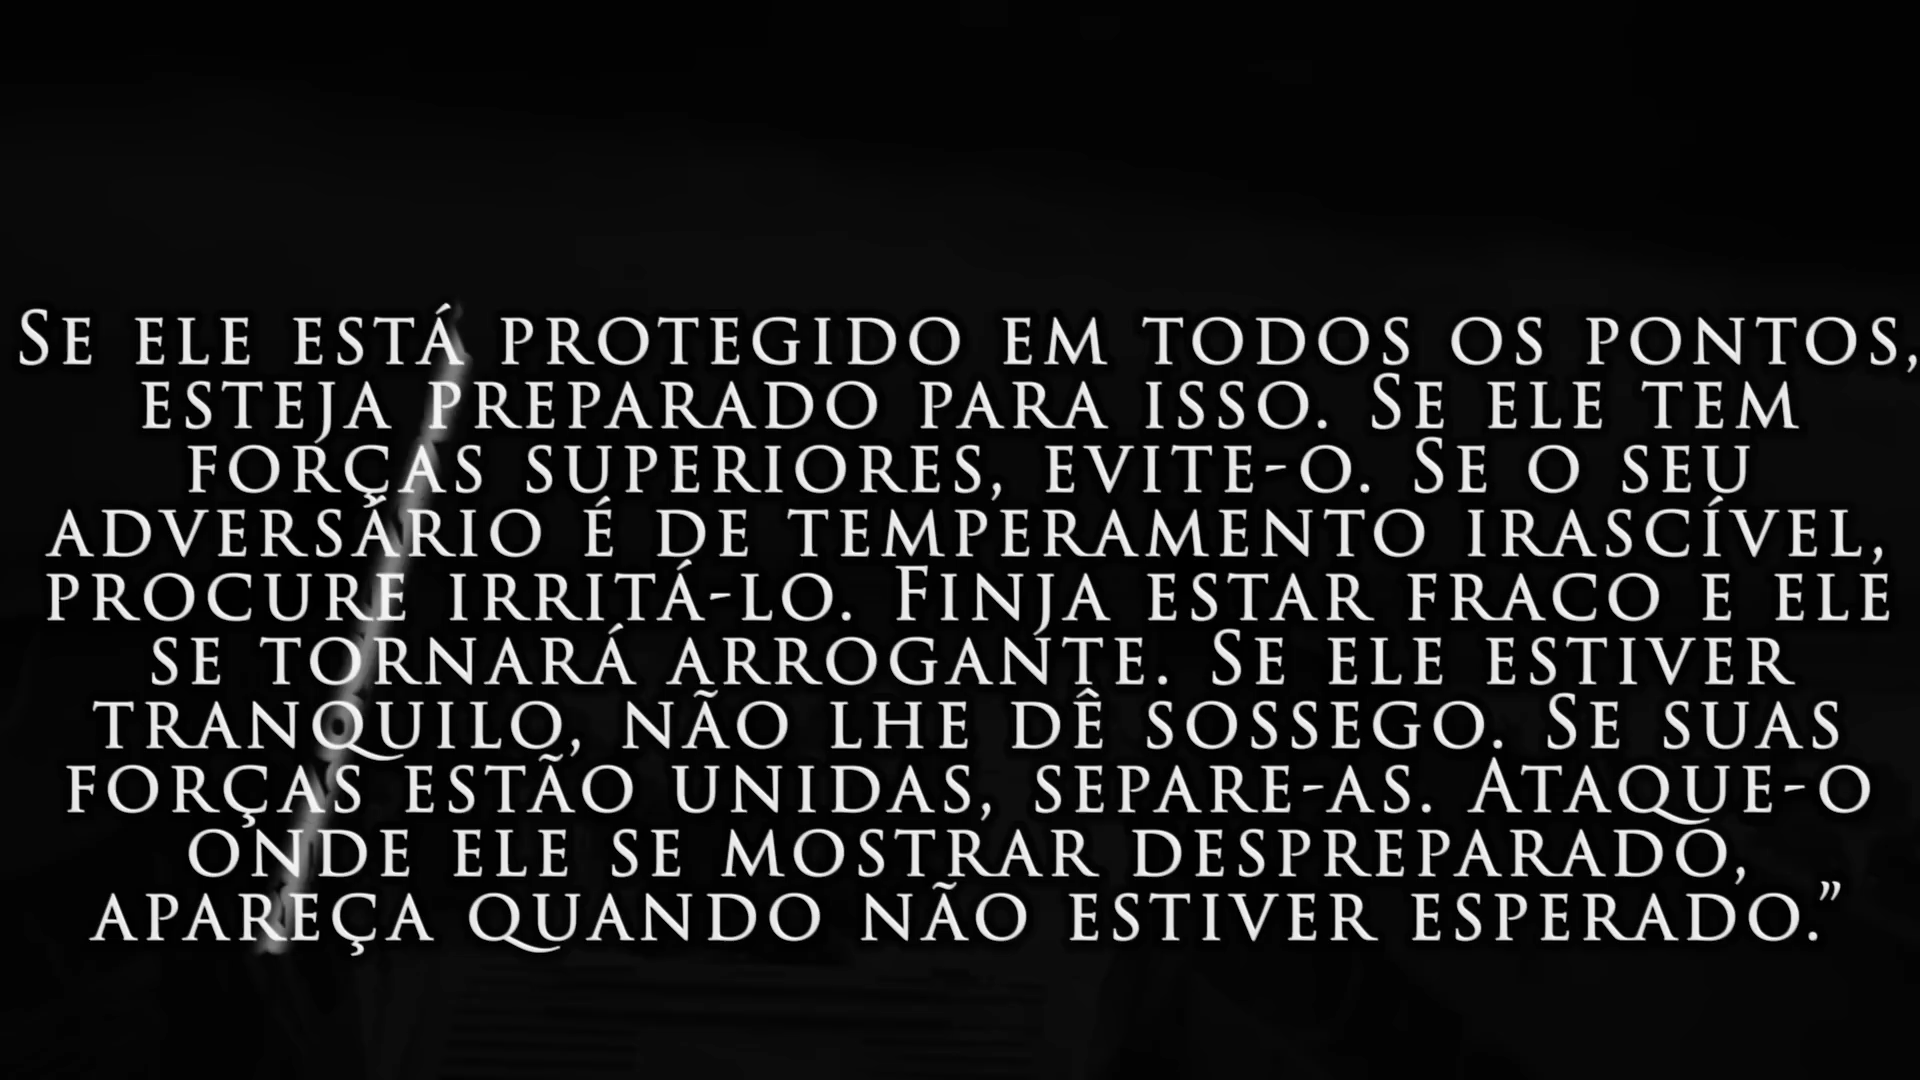 Se ele está protegido em todos os pontos,
esteja preparado para isso. Se ele tem
forças superiores, evite-o. Se o seu
adversário é de temperamento irascível,
procure irritá-lo. Finja estar fraco e ele
se tornará arrogante. Se ele estiver
tranquilo, não lhe dê sossego. Se suas
forças estão unidas, separe-as. Ataque-o
onde ele se mostrar despreparado,
apareça quando não estiver esperado.”